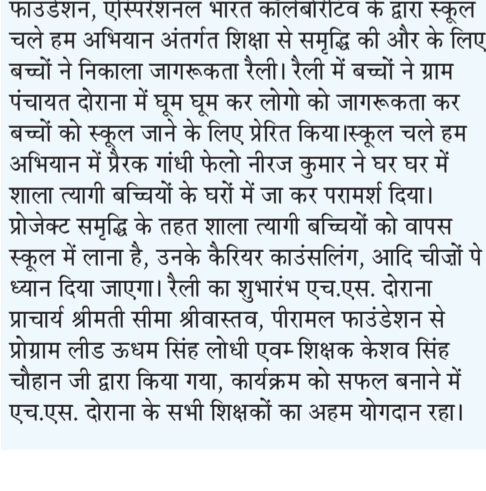 फाउंडेशन, एस्पिरेशनल भारत कॉलेबोरेटिव के द्वारा स्कूल
चले हम अभियान अंतर्गत शिक्षा से समृद्धि की और के लिए
बच्चों ने निकाला जागरूकता रैली। रैली में बच्चों ने ग्राम
पंचायत दोराना में घूम घूम कर लोगो को जागरूकता कर
बच्चों को स्कूल जाने के लिए प्रेरित किया।स्कूल चले हम
अभियान में प्रैरक गांधी फेलो नीरज कुमार ने घर घर में
शाला त्यागी बच्चियों के घरों में जा कर परामर्श दिया।
प्रोजेक्ट समृद्धि के तहत शाला त्यागी बच्चियों को वापस
स्कूल में लाना है, उनके कैरियर काउंसलिंग, आदि चीज़ों पे
ध्यान दिया जाएगा। रैली का शुभारंभ एच.एस. दोराना
प्राचार्य श्रीमती सीमा श्रीवास्तव, पीरामल फाउंडेशन से
प्रोग्राम लीड ऊधम सिंह लोधी एवम शिक्षक केशव सिंह
चौहान जी द्वारा किया गया, कार्यक्रम को सफल बनाने में
एच.एस. दोराना के सभी शिक्षकों का अहम योगदान रहा।